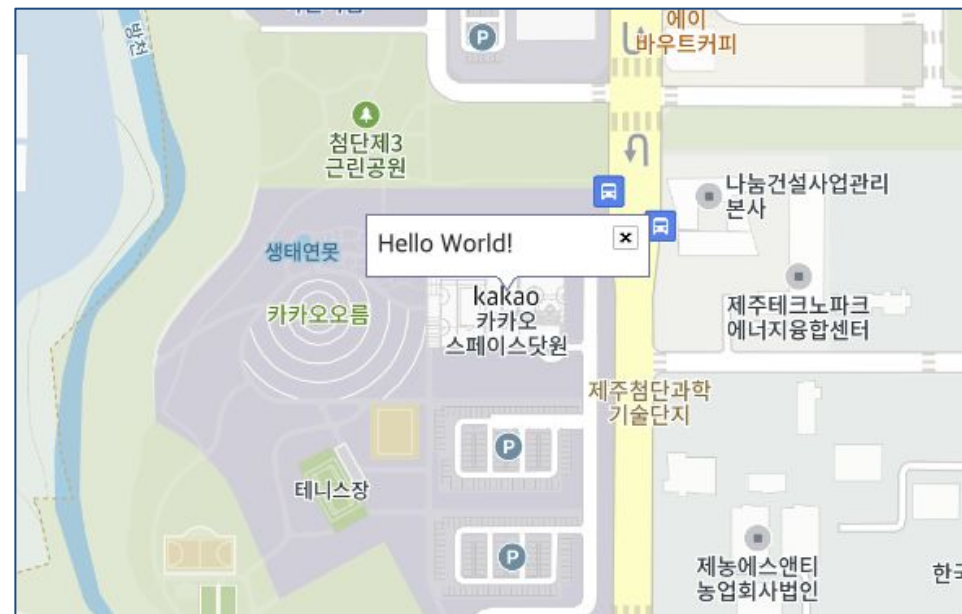 에이
바우트커피
방천
P
첨단제3
근린공원
나눔건설사업관리
본사
Hello World!
생태연못
kakao
카카오
스페이스닷원
카카오오름
제주테크노파크
에너지융합센터
제주첨단과학
기술단지
P
테니스장
P
제농에스앤티
농업회사법인